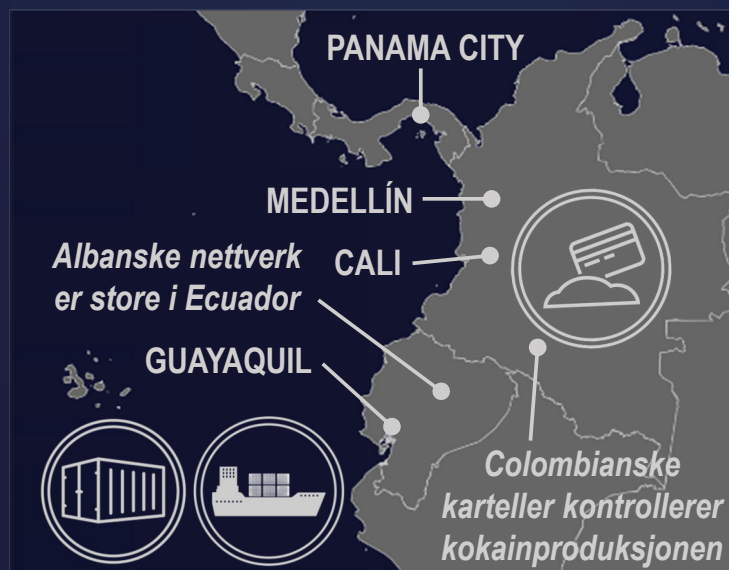 PANAMA CITY
MEDELLÍN
CALI
Albanske nettverk
er store i Ecuador
GUAYAQUIL
Colombianske
karteller kontrollerer
kokainproduksjonen